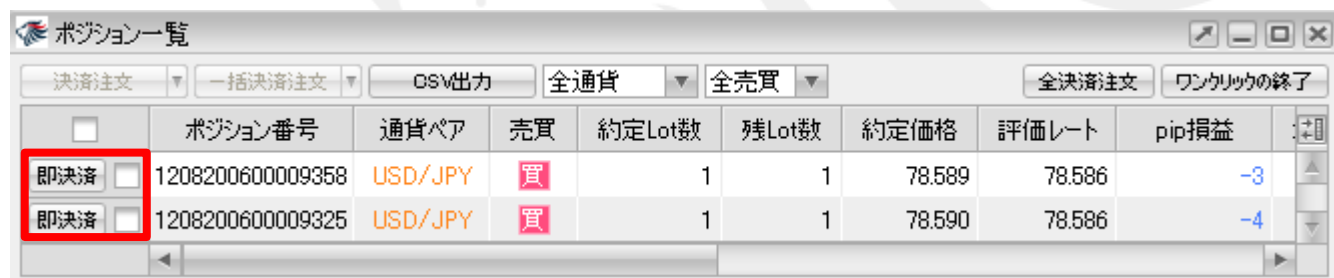 ポジション一覧
決済注文 一括決済注文 CSV出力 全通貨 全売買 全決済注文 ワンクリックの終了
ポジション番号 通貨ペア 売買 約定Lot数 残Lot数 約定価格 評価レート pip損益
即決済 1208200600009358 USD/JPY 買 1 1 78.589 78.586 -3
即決済 1208200600009325 USD/JPY 買 1 1 78.590 78.586 -4